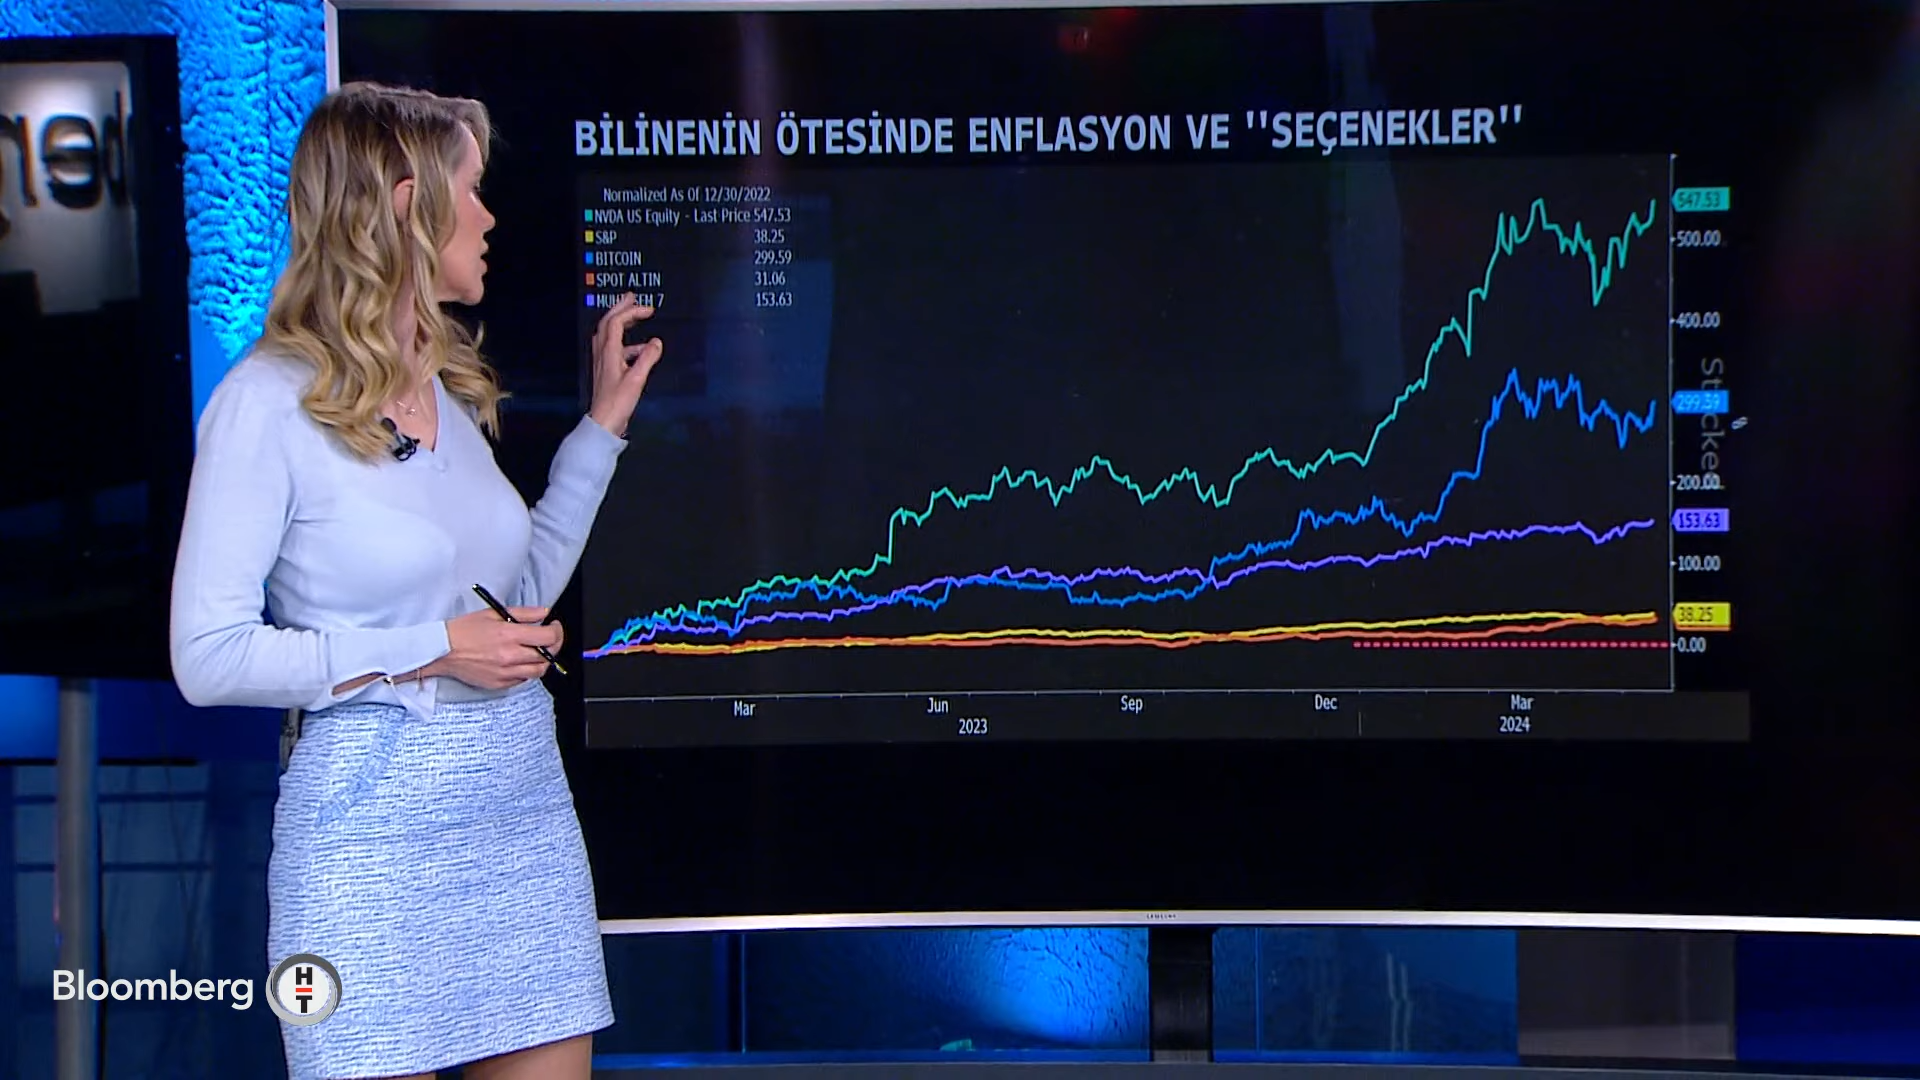 BİLİNENİN ÖTESİNDE ENFLASYON VE ''SEÇENEKLER''
Normalized As Of 12/30/2022
NVDA US Equity - Last Price 547.53
S&P 38.25
BITCOIN 299.59
SPOT ALTIN 31.06
7 153.63
547.53
500.00
400.00
299.59
200.00
153.63
100.00
38.25
0.00
Mar Jun Sep Dec Mar
2023 2024
SAMSUNG
Bloomberg HT